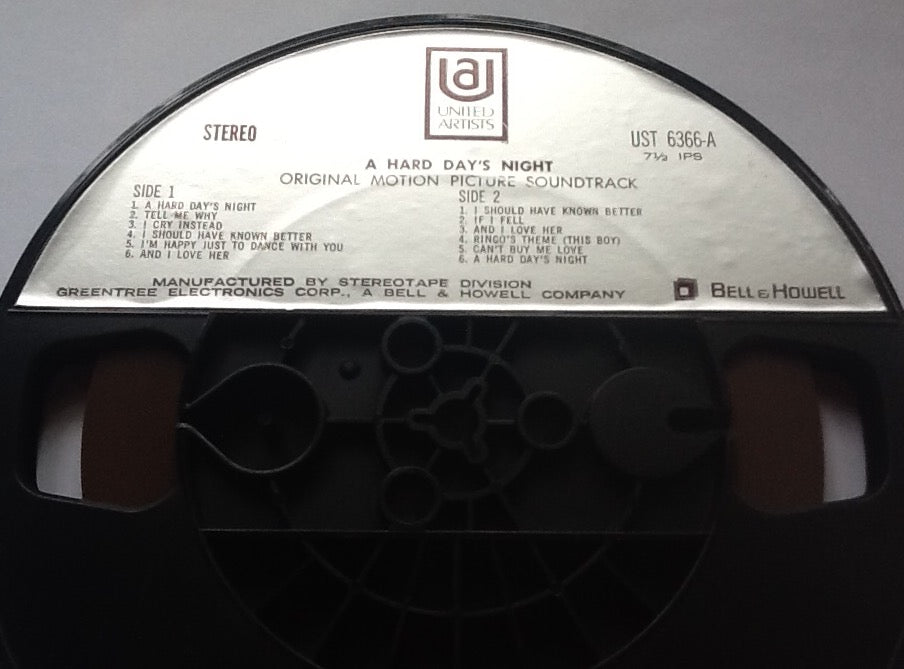 ua
UNITED
ARTISTS
STEREO
UST 6366-A
7½ IPS
A HARD DAY'S NIGHT
ORIGINAL MOTION PICTURE SOUNDTRACK
SIDE 1
1. A HARD DAY'S NIGHT
2. TELL ME WHY
3. I CRY INSTEAD
4. I SHOULD HAVE KNOWN BETTER
5. I'M HAPPY JUST TO DANCE WITH YOU
6. AND I LOVE HER
SIDE 2
1. I SHOULD HAVE KNOWN BETTER
2. IF I FELL
3. AND I LOVE HER
4. RINGO'S THEME (THIS BOY)
5. CAN'T BUY ME LOVE
6. A HARD DAY'S NIGHT
MANUFACTURED BY STEREOTAPE DIVISION
GREENTREE ELECTRONICS CORP., A BELL & HOWELL COMPANY
BELL & HOWELL